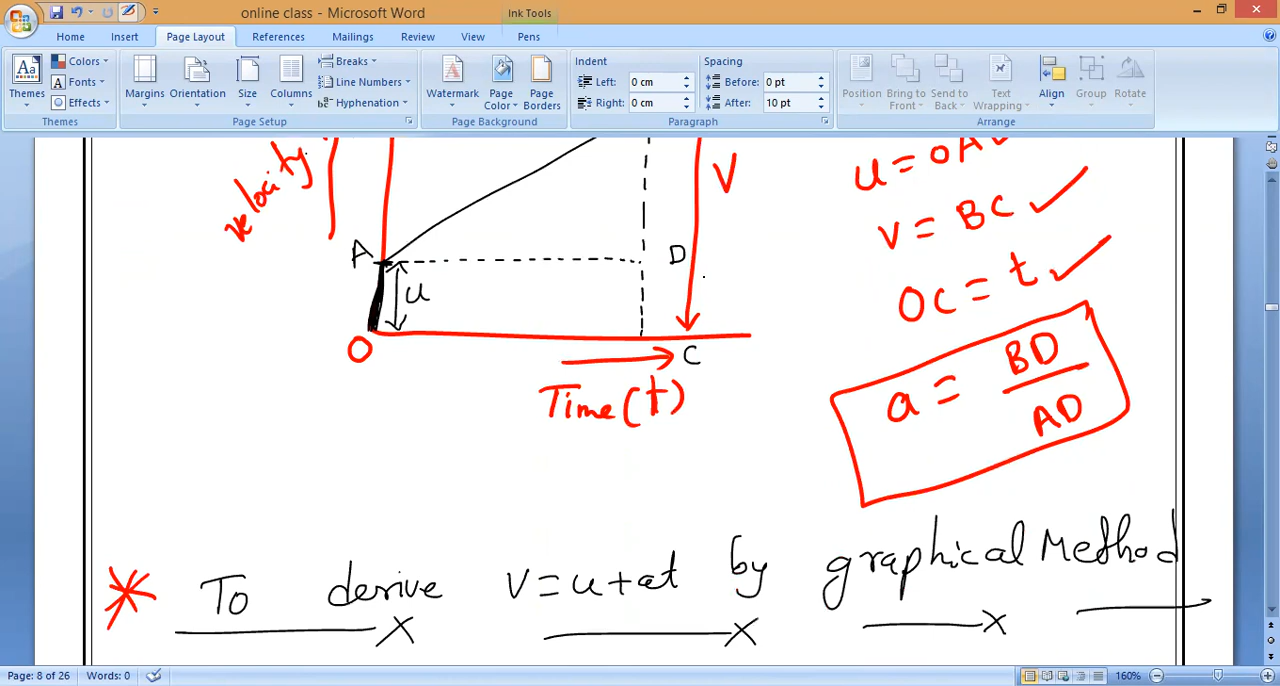 online class - Microsoft Word
Ink Tools
Home Insert Page Layout References Mailings Review View Pens
Themes
Colors
Fonts
Effects
Themes
Margins Orientation Size Columns
Breaks
Line Numbers
Hyphenation
Page Setup
Watermark Page Color Page Borders
Page Background
Indent
Left: 0 cm
Right: 0 cm
Spacing
Before: 0 pt
After: 10 pt
Paragraph
Position Bring to Front Send to Back Text Wrapping Align Group Rotate
Arrange
velocity
V
u = OA
v = BC
A
D
u
OC = t
O
C
Time (t)
a = BD
AD
To derive v = u + at by graphical Method
Page: 8 of 26 Words: 0
160%